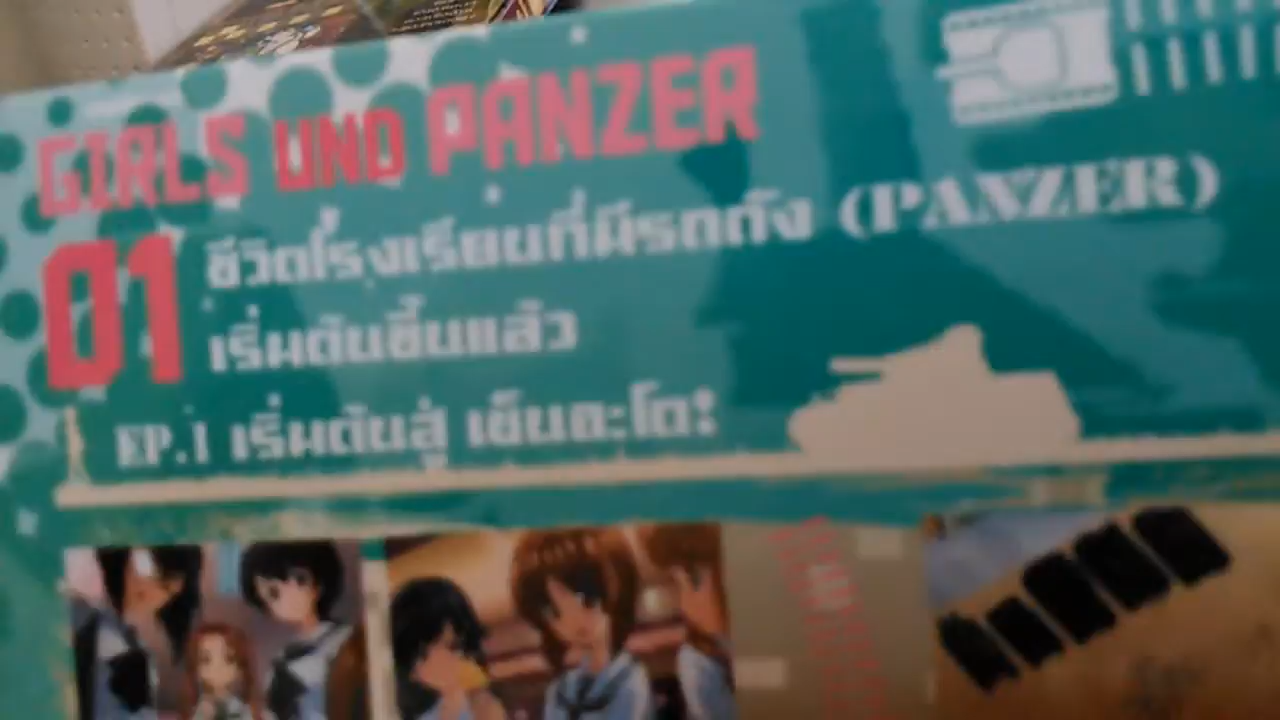 GIRLS UND PANZER
01 ชีวิตโรงเรียนที่มีรถถัง (PANZER)
เริ่มต้นขึ้นแล้ว
EP.1 เริ่มต้นสู่ เซ็นฉะโด!